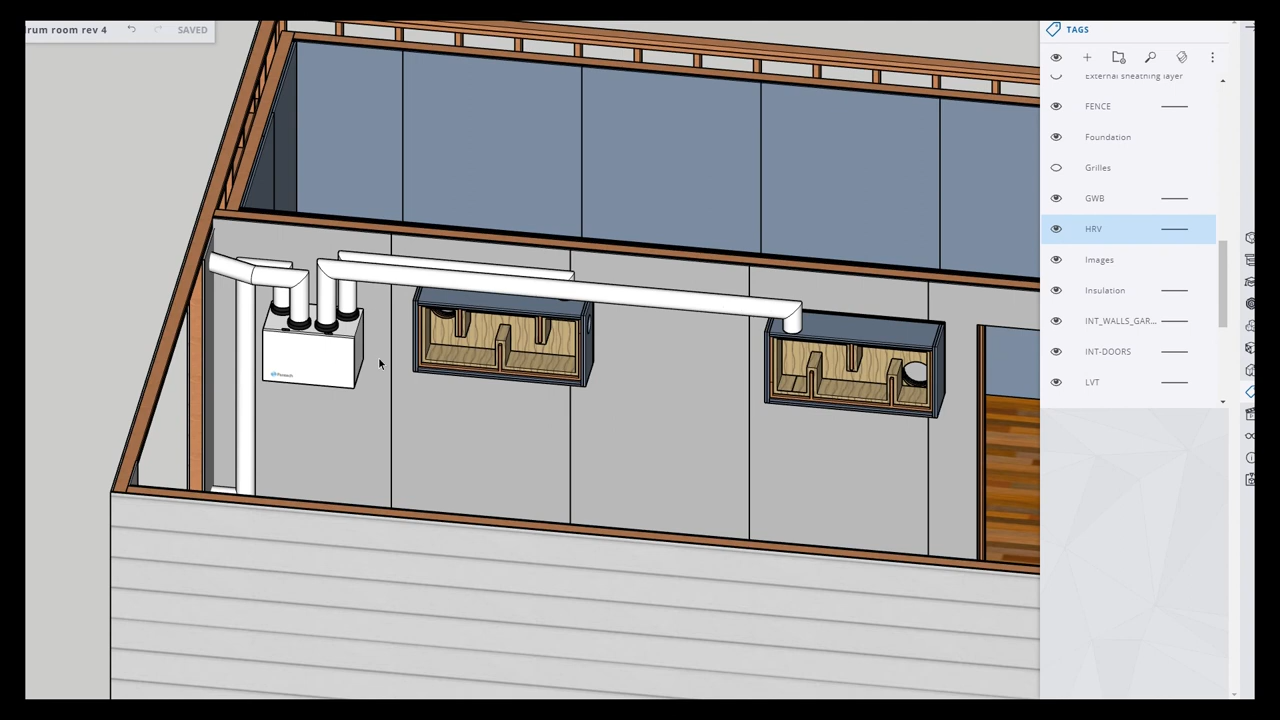 rum room rev 4
SAVED
TAGS
External sheathing layer
FENCE
Foundation
Grilles
GWB
HRV
Images
Insulation
INT_WALLS_GAR...
INT-DOORS
LVT